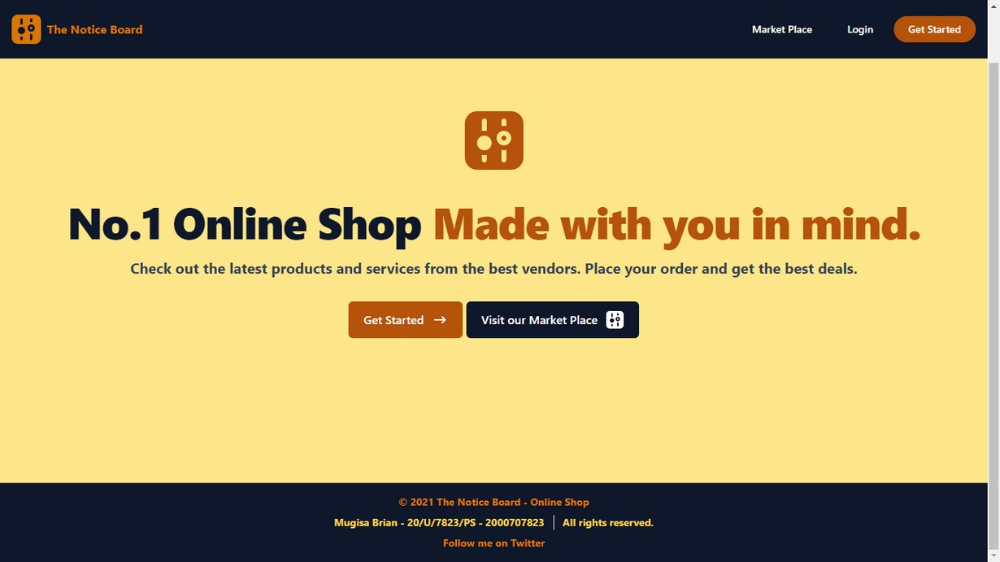 The Notice Board
Market Place
Login
Get Started
No.1 Online Shop Made with you in mind.
Check out the latest products and services from the best vendors. Place your order and get the best deals.
Get Started
Visit our Market Place
© 2021 The Notice Board - Online Shop
Mugisa Brian - 20/U/7823/PS - 2000707823
All rights reserved.
Follow me on Twitter